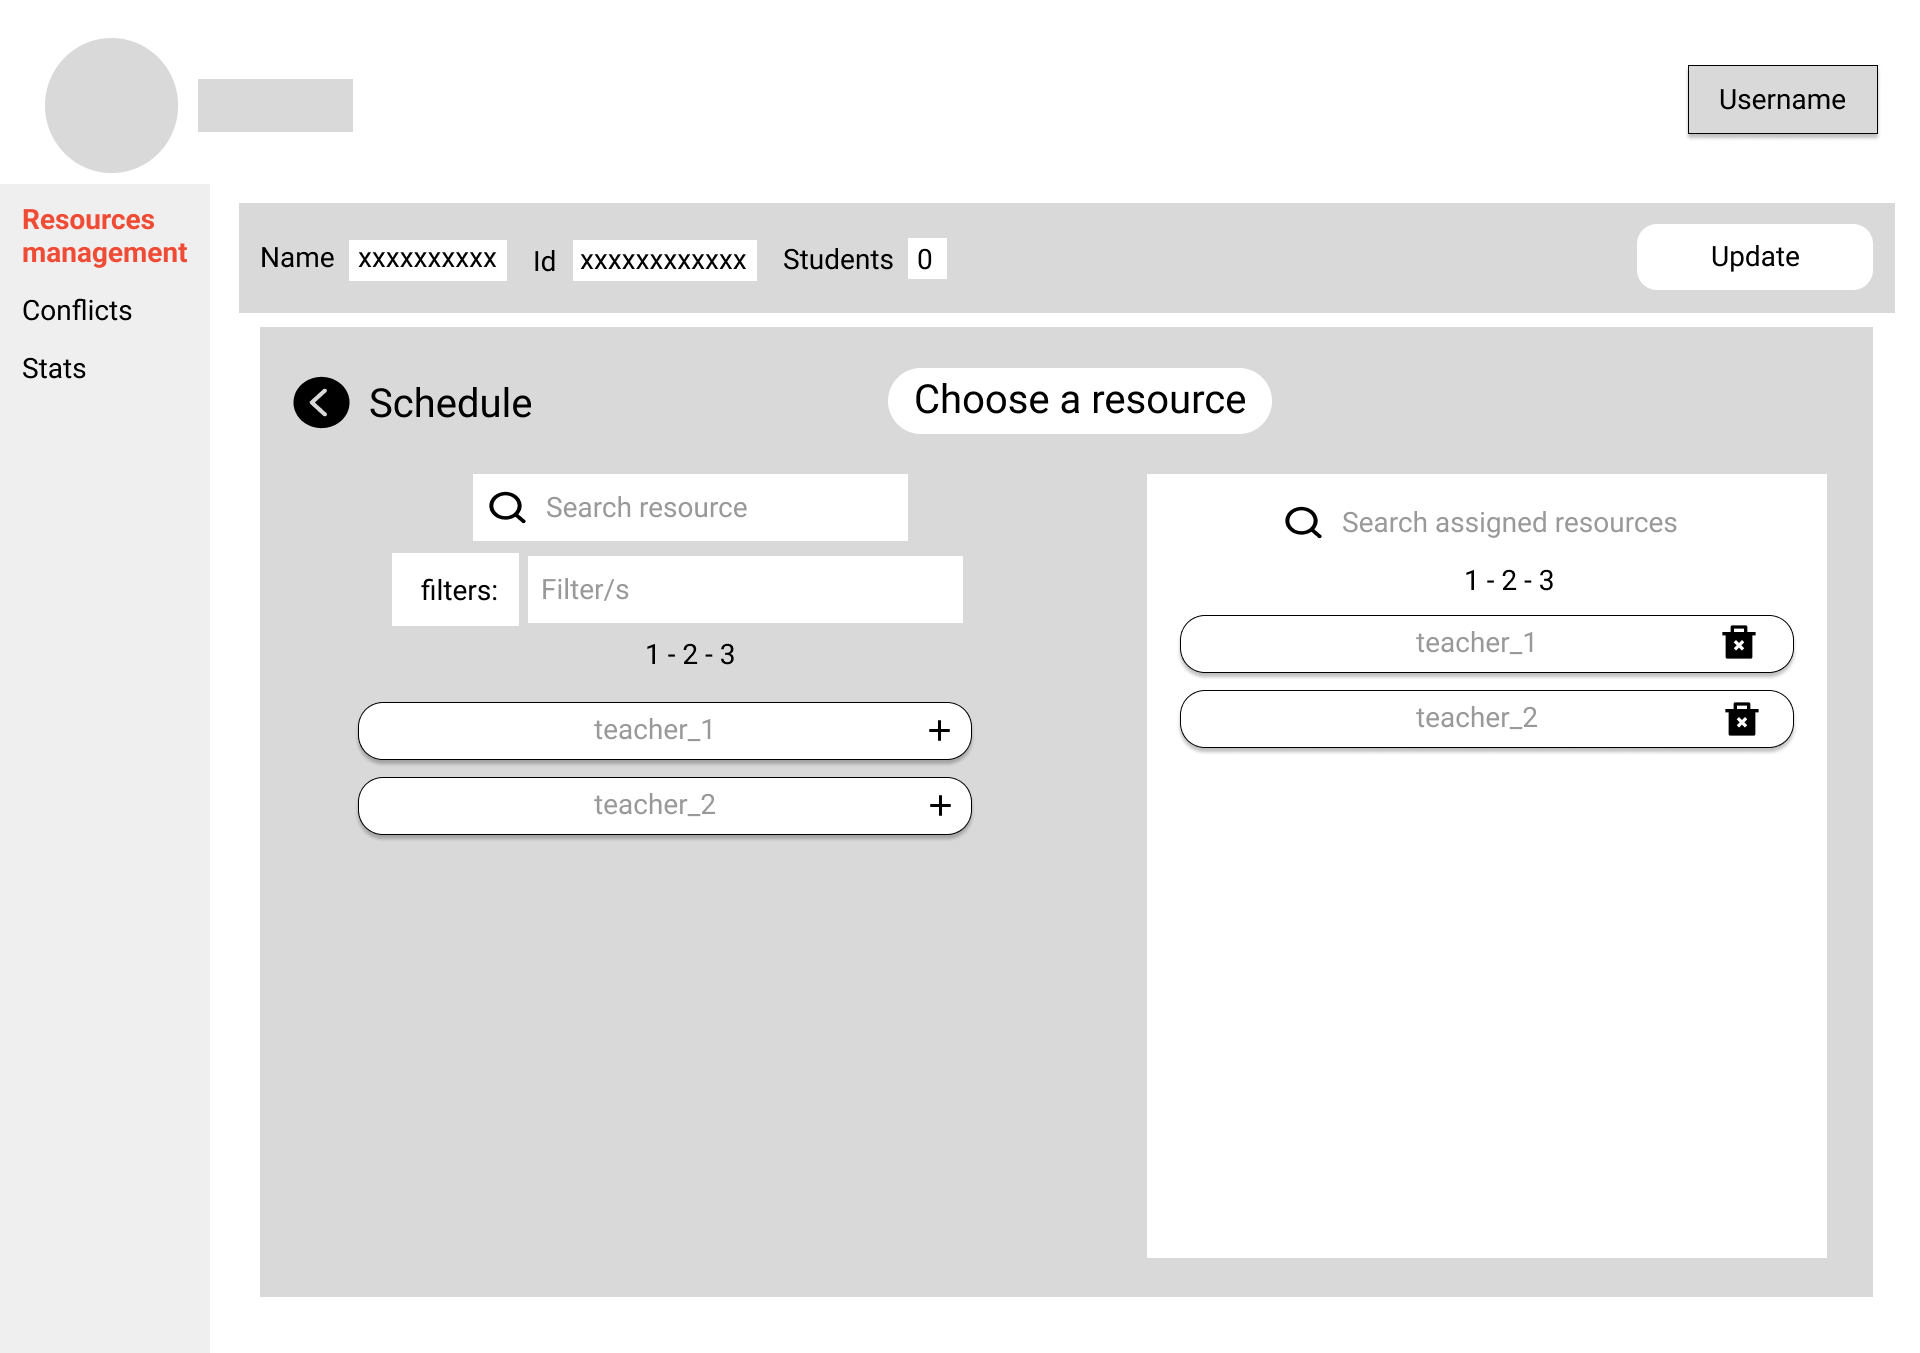 Username
Resources
management
Conflicts
Stats
Name xxxxxxxxxx Id xxxxxxxxxxxx Students 0 Update
Schedule
Choose a resource
Search resource
filters: Filter/s
1 - 2 - 3
teacher_1 +
teacher_2 +
Search assigned resources
1 - 2 - 3
teacher_1
teacher_2